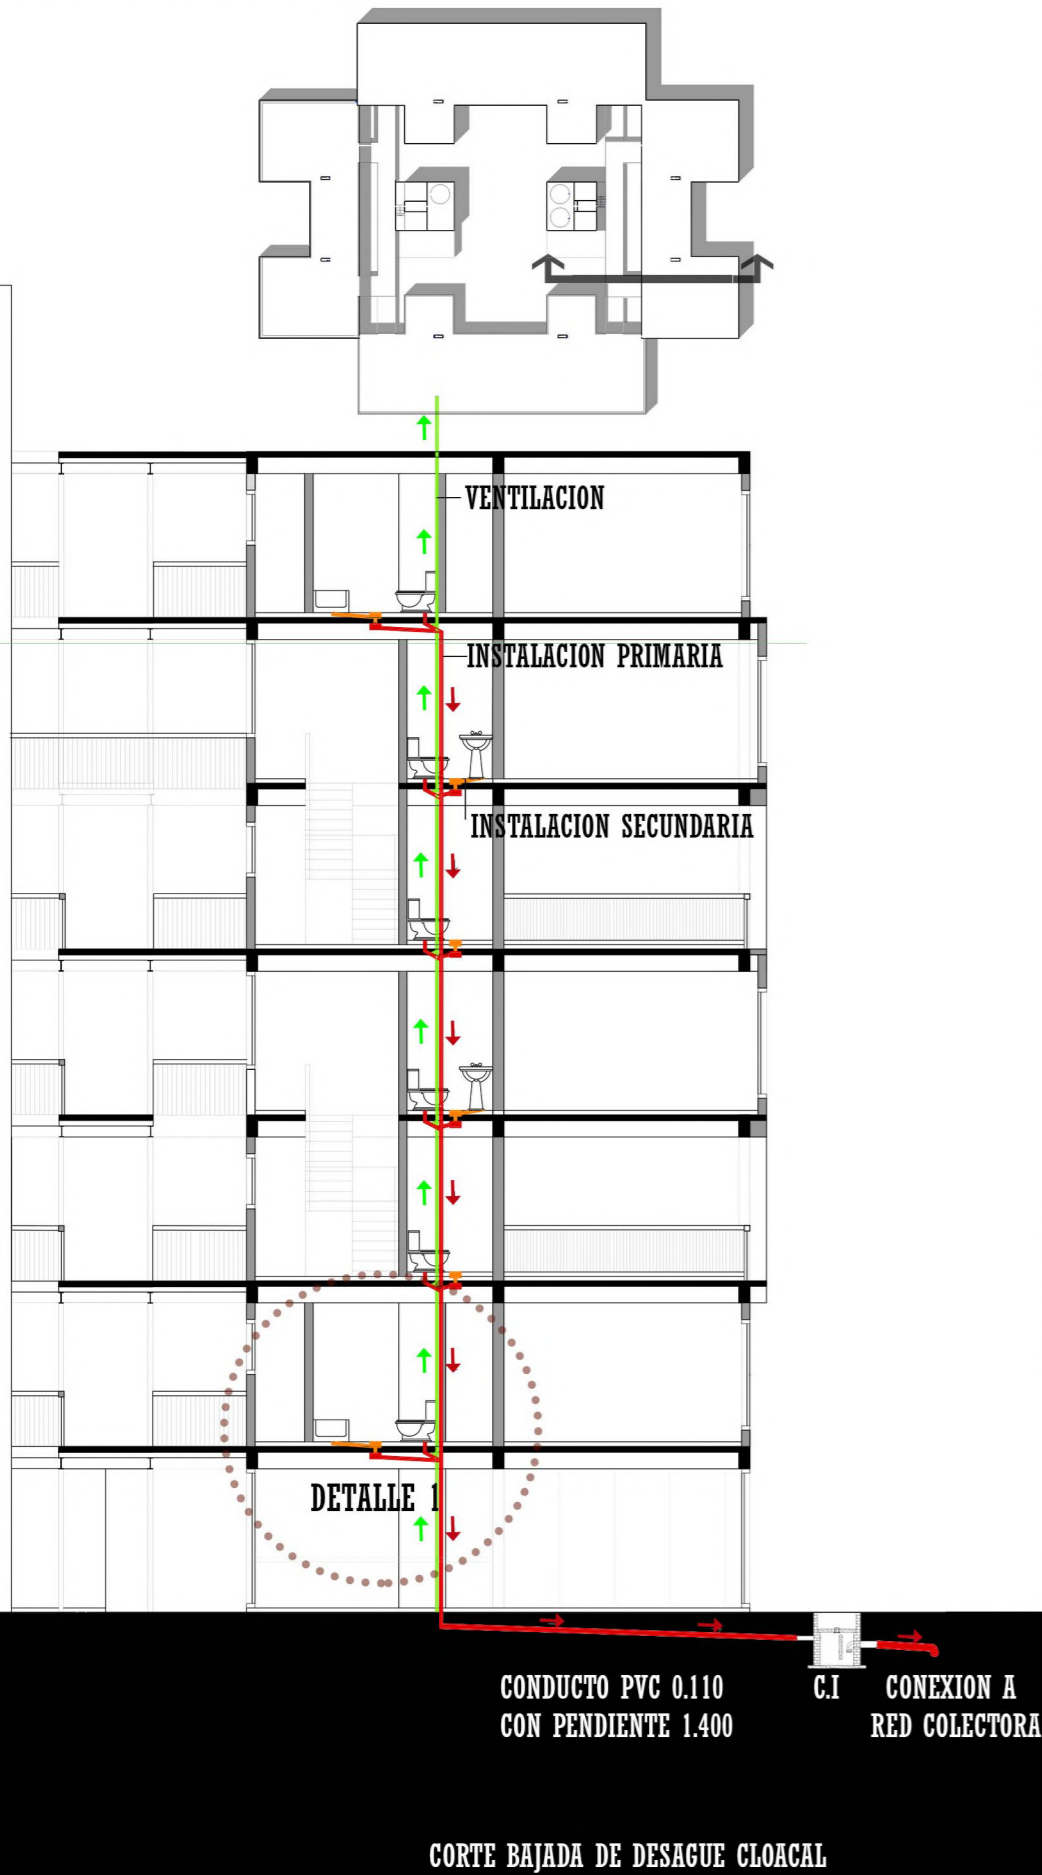 VENTILACION
INSTALACION PRIMARIA
INSTALACION SECUNDARIA
DETALLE 1
CONDUCTO PVC 0.110
CON PENDIENTE 1.400
C.I
CONEXION A
RED COLECTORA
CORTE BAJADA DE DESAGUE CLOACAL